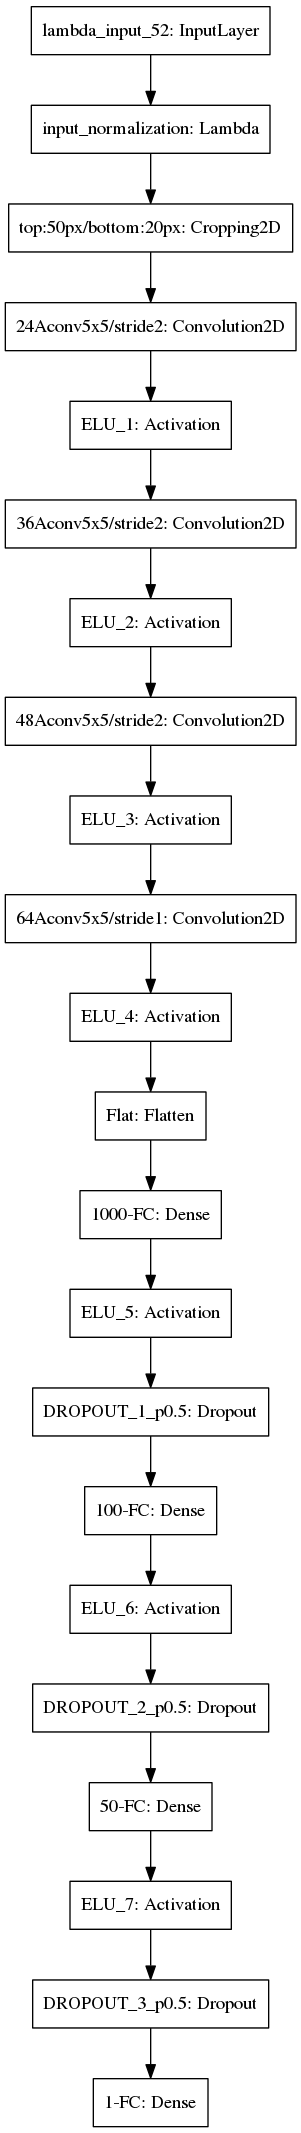 lambda_input_52: InputLayer
input_normalization: Lambda
top:50px/bottom:20px: Cropping2D
24Aconv5x5/stride2: Convolution2D
ELU_1: Activation
36Aconv5x5/stride2: Convolution2D
ELU_2: Activation
48Aconv5x5/stride2: Convolution2D
ELU_3: Activation
64Aconv5x5/stride1: Convolution2D
ELU_4: Activation
Flat: Flatten
1000-FC: Dense
ELU_5: Activation
DROPOUT_1_p0.5: Dropout
100-FC: Dense
ELU_6: Activation
DROPOUT_2_p0.5: Dropout
50-FC: Dense
ELU_7: Activation
DROPOUT_3_p0.5: Dropout
1-FC: Dense